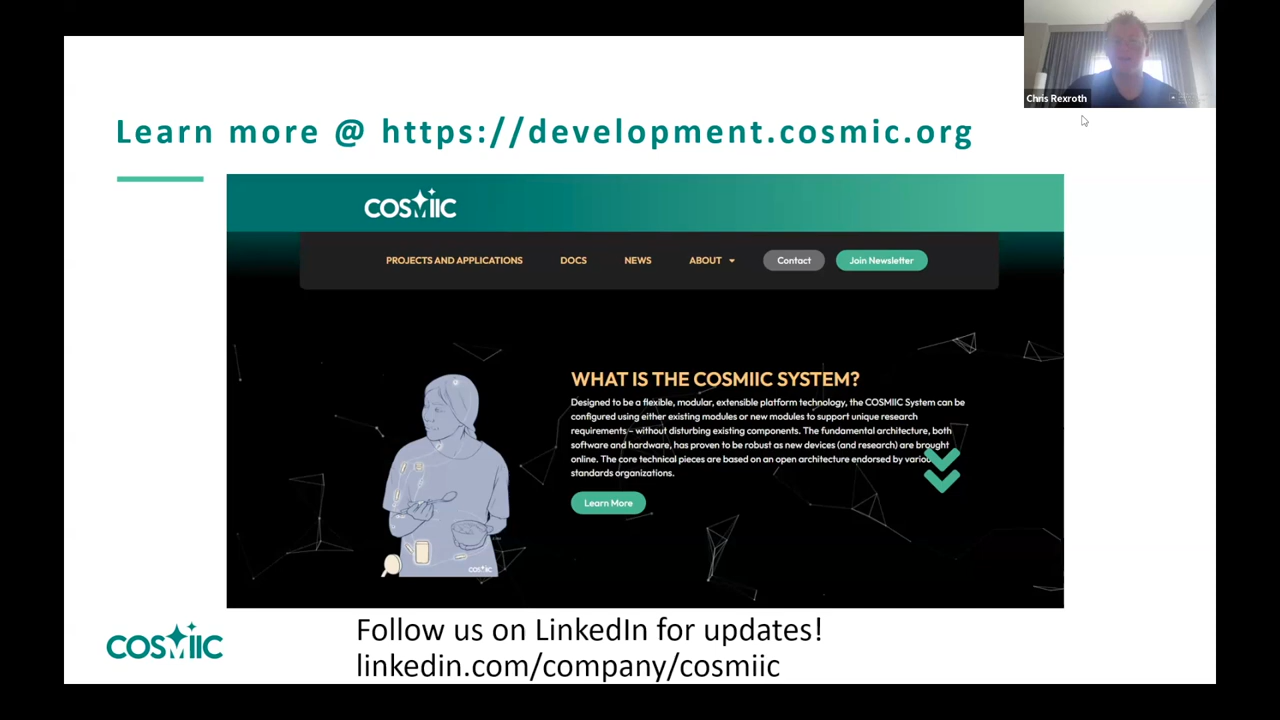 Chris Rexroth
Learn more @ https://development.cosmic.org
COSMIIC
PROJECTS AND APPLICATIONS
DOCS
NEWS
ABOUT
Contact
Join Newsletter
WHAT IS THE COSMIIC SYSTEM?
Designed to be a flexible, modular, extensible platform technology, the COSMIIC System can be
configured using either existing modules or new modules to support unique research
requirements – without disturbing existing components. The fundamental architecture, both
software and hardware, has proven to be robust as new devices (and research) are brought
online. The core technical pieces are based on an open architecture endorsed by various
standards organizations.
Learn More
COSMIIC
COSMIIC
Follow us on LinkedIn for updates!
linkedin.com/company/cosmiic